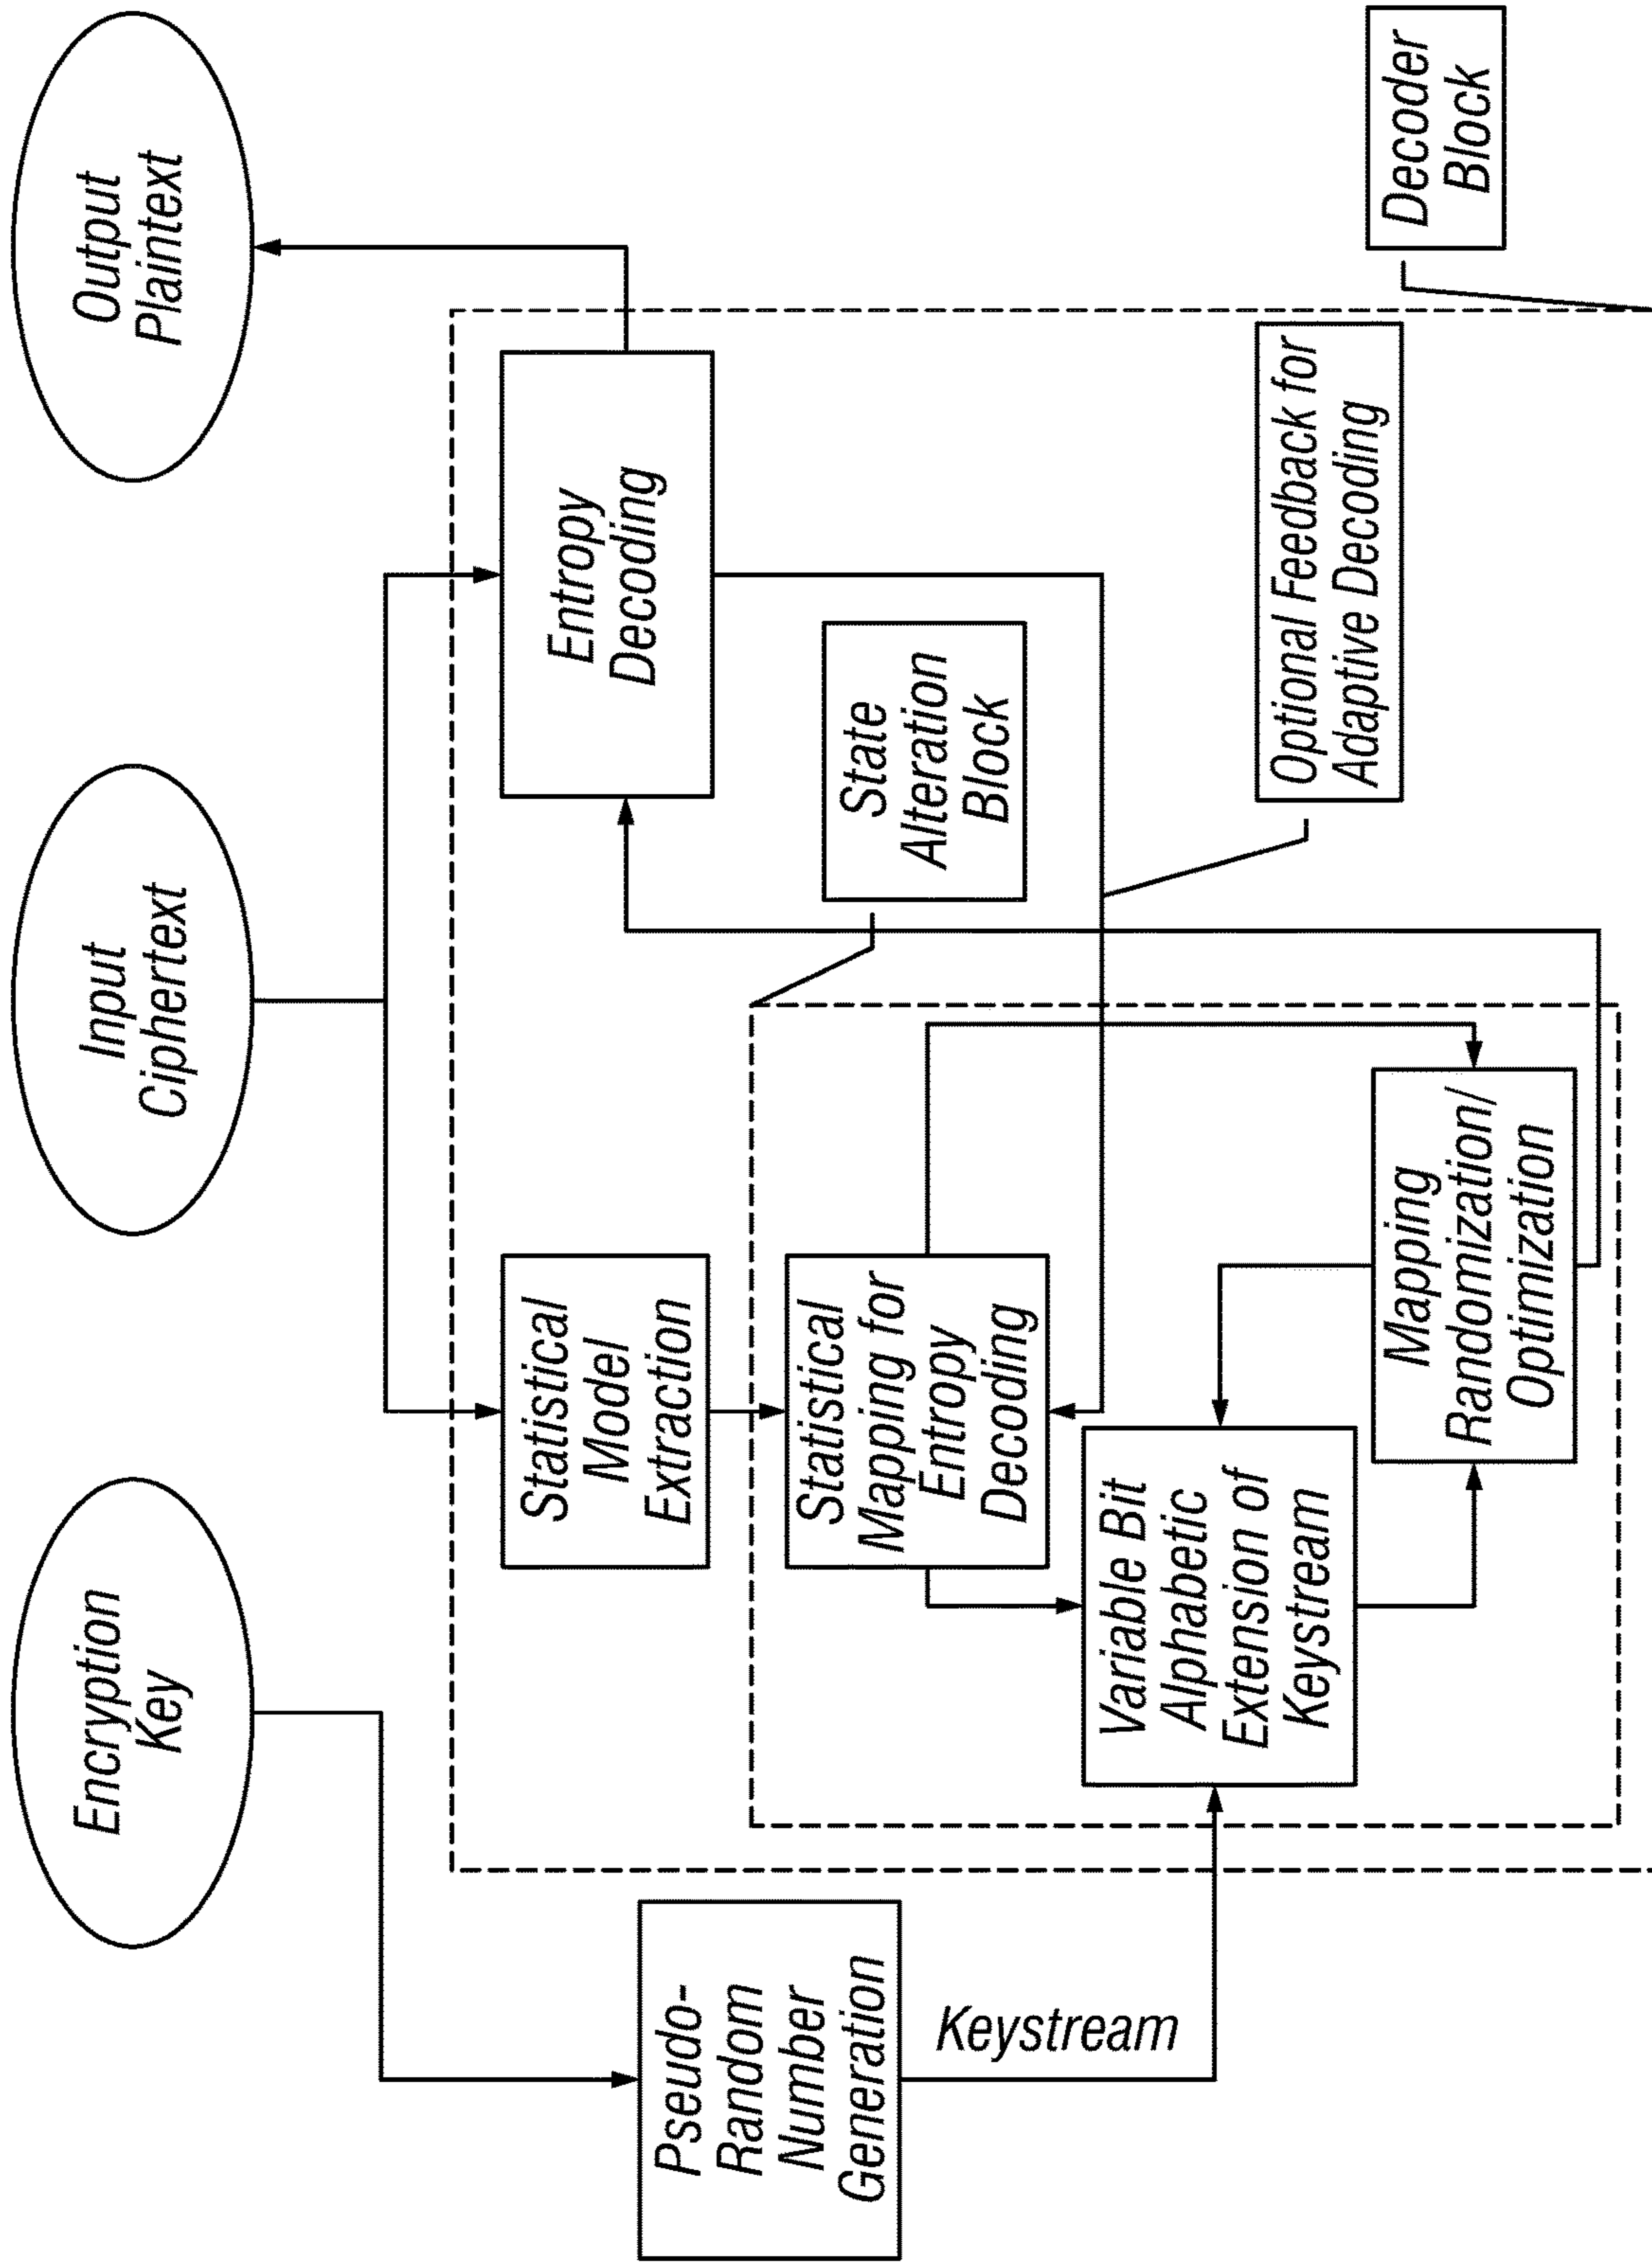 Encryption
Key
Input
Ciphertext
Output
Plaintext
Pseudo-
Random
Number
Generation
Keystream
Statistical
Model
Extraction
Entropy
Decoding
Statistical
Mapping for
Entropy
Decoding
State
Alteration
Block
Variable Bit
Alphabetic
Extension of
Keystream
Mapping
Randomization/
Optimization
Optional Feedback for
Adaptive Decoding
Decoder
Block